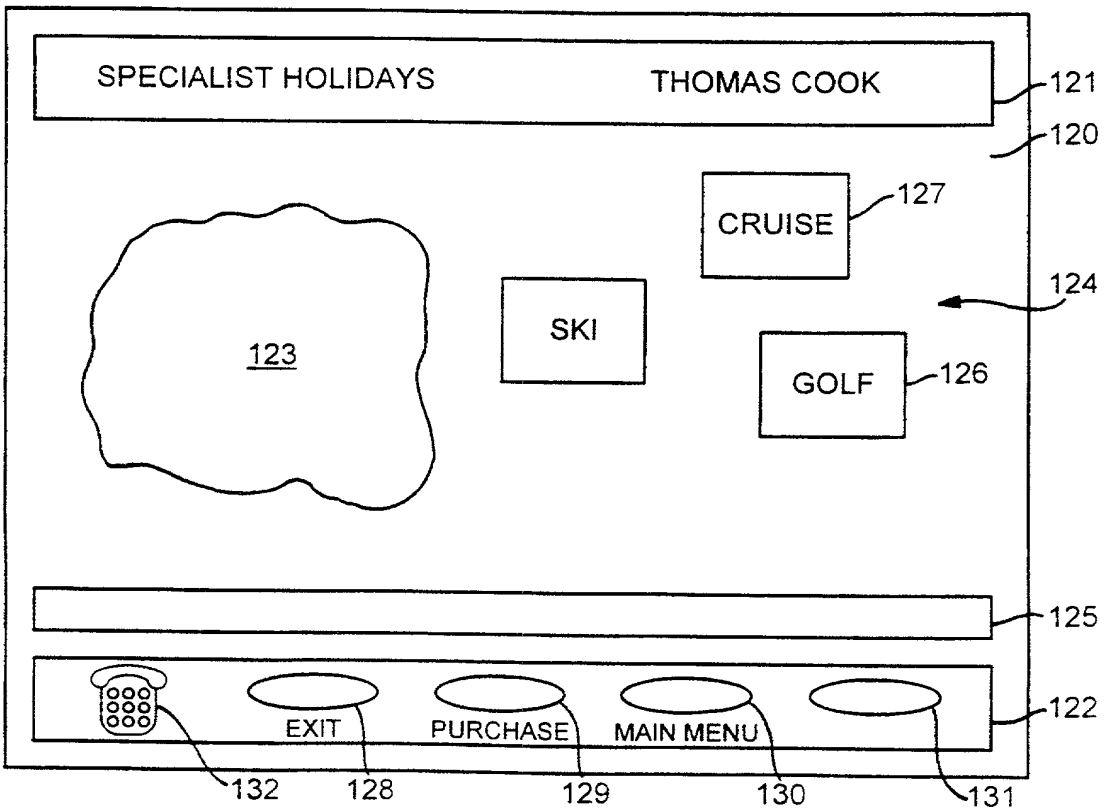 SPECIALIST HOLIDAYS THOMAS COOK
121
120
127
CRUISE
124
SKI
123
GOLF
126
125
122
EXIT PURCHASE MAIN MENU
132 128 129 130 131